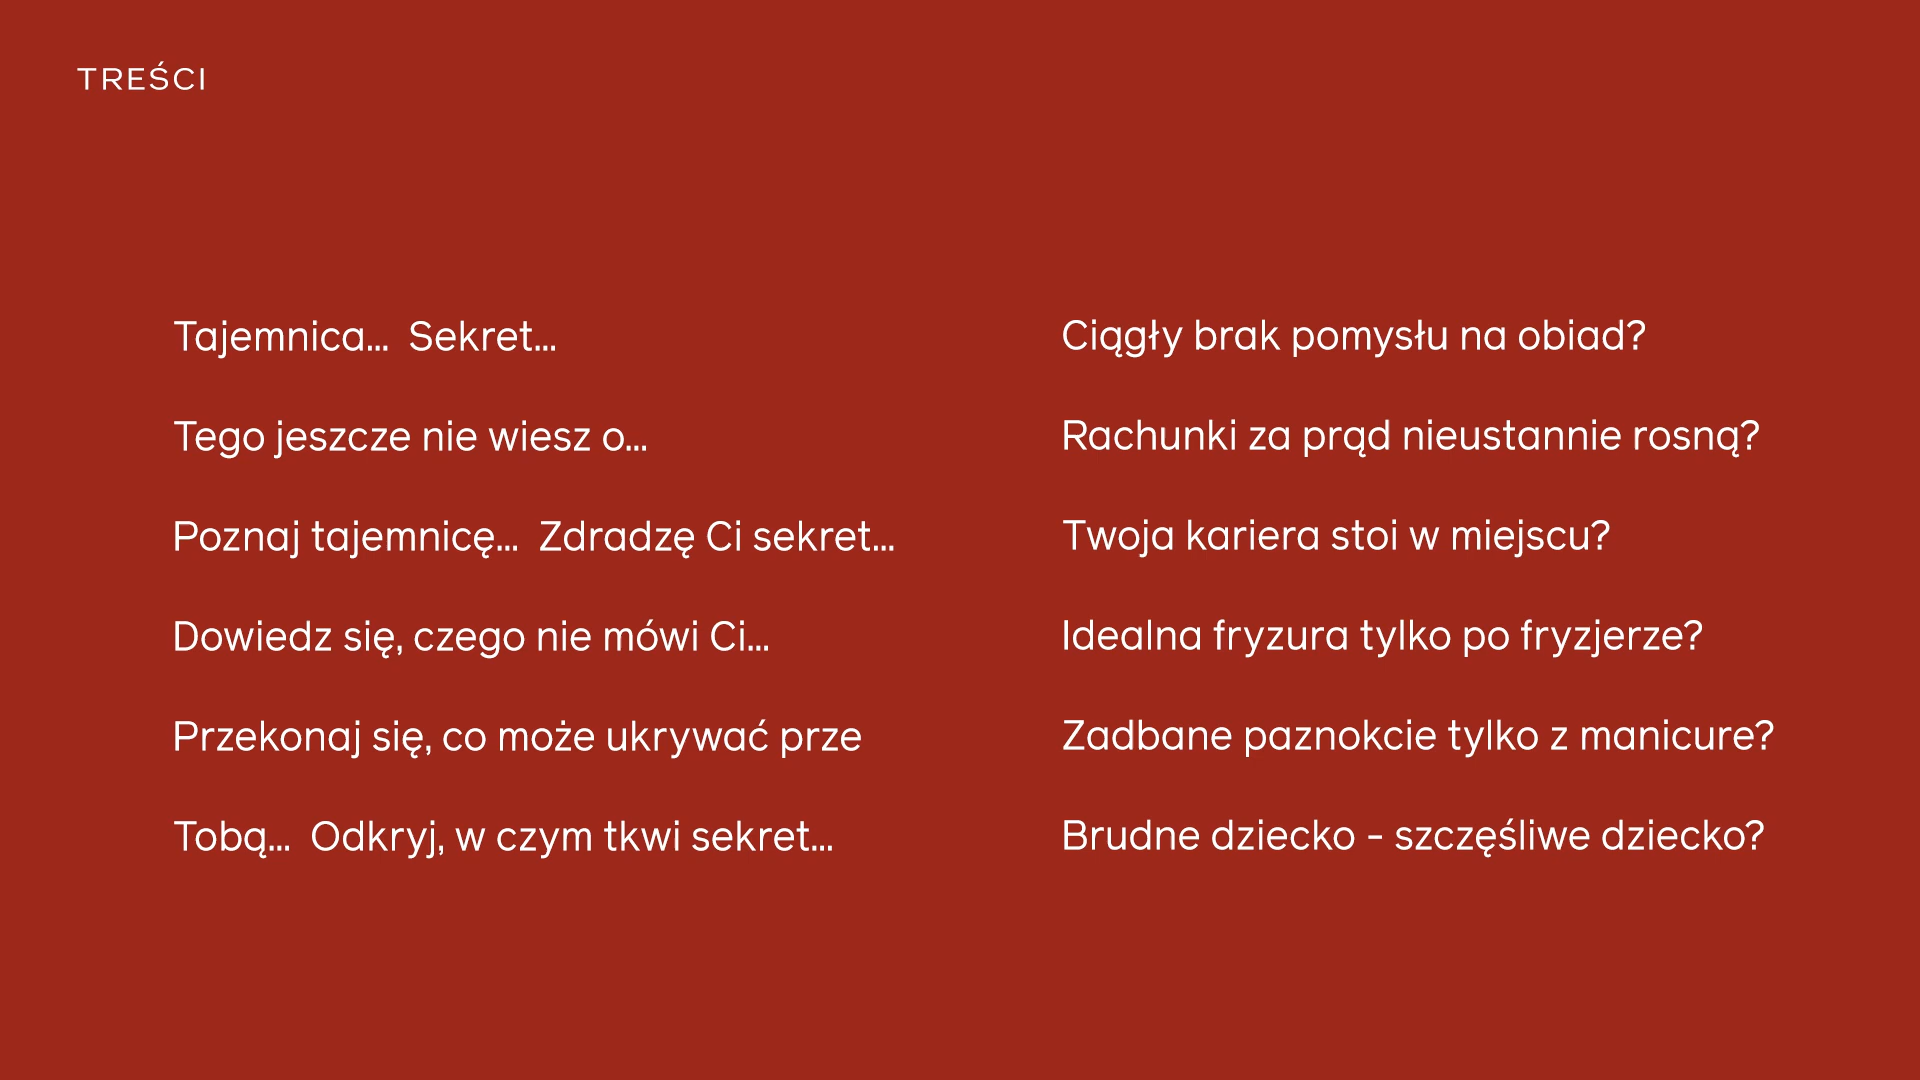 TREŚCI
Tajemnica... Sekret...
Tego jeszcze nie wiesz o...
Poznaj tajemnicę... Zdradzę Ci sekret...
Dowiedz się, czego nie mówi Ci...
Przekonaj się, co może ukrywać prze
Tobą... Odkryj, w czym tkwi sekret...
Ciągły brak pomysłu na obiad?
Rachunki za prąd nieustannie rosną?
Twoja kariera stoi w miejscu?
Idealna fryzura tylko po fryzjerze?
Zadbane paznokcie tylko z manicure?
Brudne dziecko - szczęśliwe dziecko?